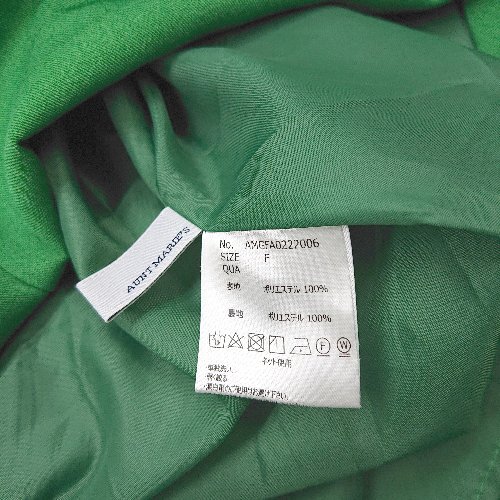 AUNT MARIE'S
No. AMGFA0222006
SIZE F
QUA
表地 ポリエステル 100%
裏地 ポリエステル 100%
F W
ネット使用